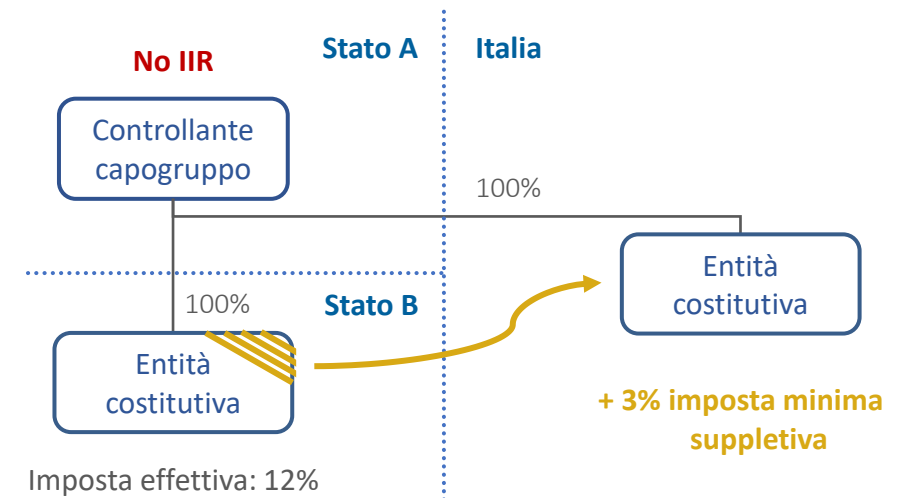 No IIR
Stato A
Italia
Controllante
capogruppo
100%
Entità
costitutiva
100%
Stato B
Entità
costitutiva
+ 3% imposta minima
suppletiva
Imposta effettiva: 12%